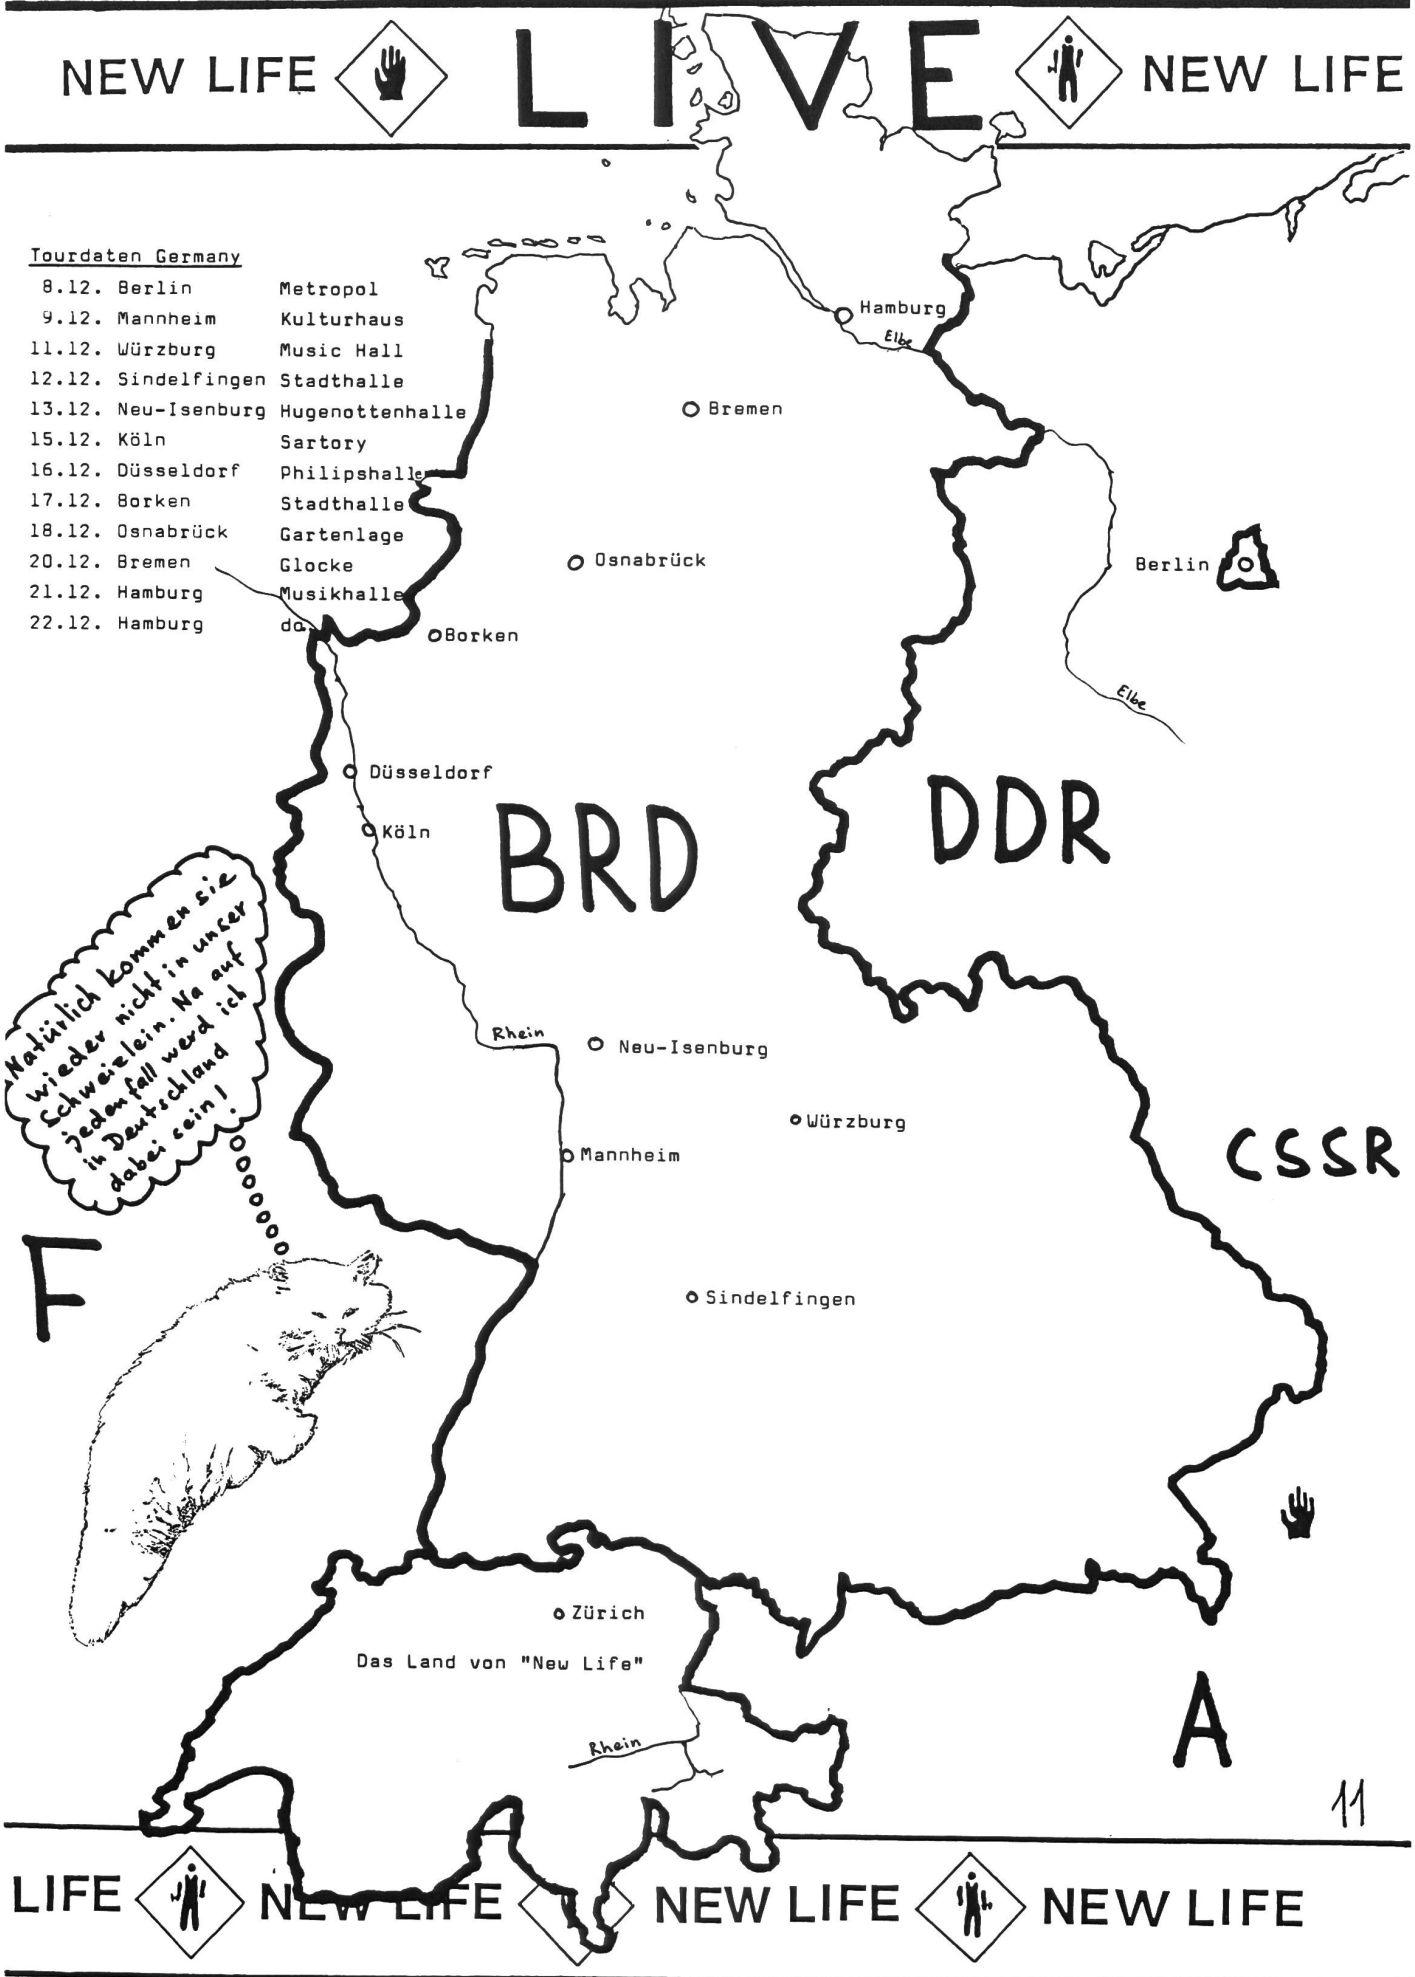 NEW LIFE LIVE NEW LIFE
Tourdaten Germany
8.12. Berlin Metropol
9.12. Mannheim Kulturhaus
11.12. Würzburg Music Hall
12.12. Sindelfingen Stadthalle
13.12. Neu-Isenburg Hugenottenhalle
15.12. Köln Sartory
16.12. Düsseldorf Philipshalle
17.12. Borken Stadthalle
18.12. Osnabrück Gartenlage
20.12. Bremen Glocke
21.12. Hamburg Musikhalle
22.12. Hamburg do.
Hamburg
Elbe
Bremen
Osnabrück
Berlin
Borken
Elbe
Düsseldorf
Köln
BRD
DDR
Natürlich kommen sie
wieder nicht in unser
Schweizlein. Na auf
jeden fall werd ich
in Deutschland
dabei sein!
Rhein
Neu-Isenburg
Würzburg
Mannheim
CSSR
F
Sindelfingen
Zürich
Das Land von "New Life"
Rhein
A
11
LIFE NEW LIFE NEW LIFE NEW LIFE